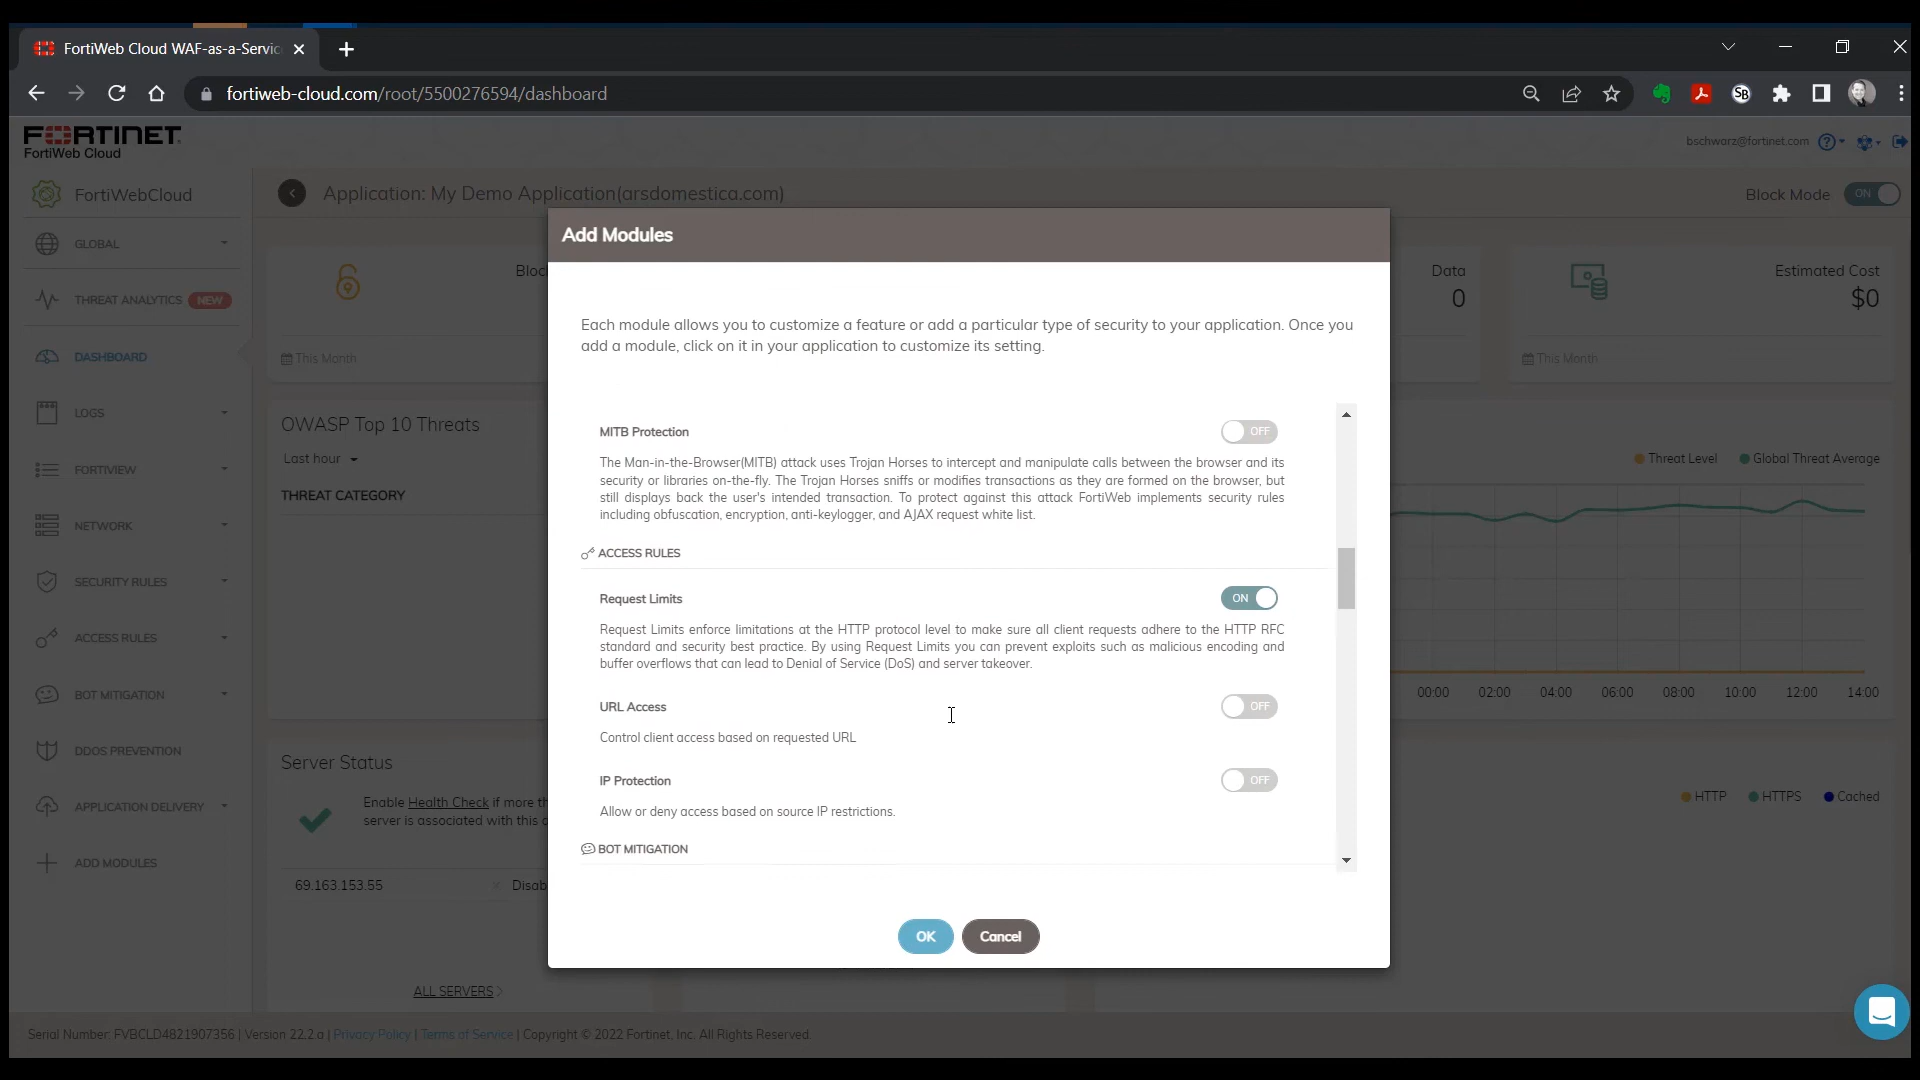 FortiWeb Cloud WAF-as-a-Servic
fortiweb-cloud.com/root/5500276594/dashboard
FORTINET
FortiWeb Cloud
bschwarz@fortinet.com
FortiWebCloud
Application: My Demo Application(arsdomestica.com)
Block Mode ON
GLOBAL
THREAT ANALYTICS NEW
DASHBOARD
LOGS
FORTIVIEW
NETWORK
SECURITY RULES
ACCESS RULES
BOT MITIGATION
DDOS PREVENTION
APPLICATION DELIVERY
ADD MODULES
Bloc
This Month
Data
0
Estimated Cost
$0
This Month
OWASP Top 10 Threats
Last hour
THREAT CATEGORY
Threat Level Global Threat Average
00:00 02:00 04:00 06:00 08:00 10:00 12:00 14:00
Server Status
Enable Health Check if more th
server is associated with this a
69.163.153.55 Disab
ALL SERVERS
HTTP HTTPS Cached
Add Modules
Each module allows you to customize a feature or add a particular type of security to your application. Once you
add a module, click on it in your application to customize its setting.
MITB Protection OFF
The Man-in-the-Browser(MITB) attack uses Trojan Horses to intercept and manipulate calls between the browser and its
security or libraries on-the-fly. The Trojan Horses sniffs or modifies transactions as they are formed on the browser, but
still displays back the user's intended transaction. To protect against this attack FortiWeb implements security rules
including obfuscation, encryption, anti-keylogger, and AJAX request white list.
ACCESS RULES
Request Limits ON
Request Limits enforce limitations at the HTTP protocol level to make sure all client requests adhere to the HTTP RFC
standard and security best practice. By using Request Limits you can prevent exploits such as malicious encoding and
buffer overflows that can lead to Denial of Service (DoS) and server takeover.
URL Access OFF
Control client access based on requested URL
IP Protection OFF
Allow or deny access based on source IP restrictions.
BOT MITIGATION
OK Cancel
Serial Number: FVBCLD4821907356 | Version 22.2.a | Privacy Policy | Terms of Service | Copyright © 2022 Fortinet, Inc. All Rights Reserved.